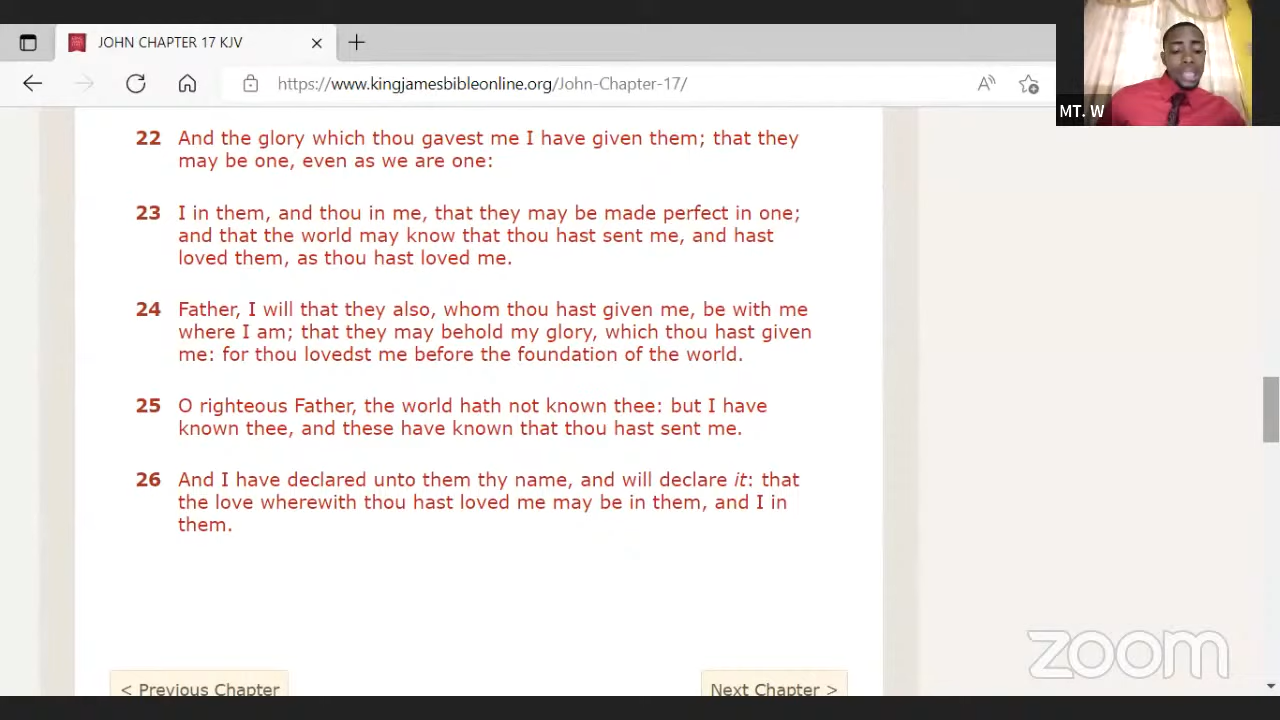 JOHN CHAPTER 17 KJV
https://www.kingjamesbibleonline.org/John-Chapter-17/
MT. W
22 And the glory which thou gavest me I have given them; that they
may be one, even as we are one:
23 I in them, and thou in me, that they may be made perfect in one;
and that the world may know that thou hast sent me, and hast
loved them, as thou hast loved me.
24 Father, I will that they also, whom thou hast given me, be with me
where I am; that they may behold my glory, which thou hast given
me: for thou lovedst me before the foundation of the world.
25 O righteous Father, the world hath not known thee: but I have
known thee, and these have known that thou hast sent me.
26 And I have declared unto them thy name, and will declare it: that
the love wherewith thou hast loved me may be in them, and I in
them.
zoom
< Previous Chapter
Next Chapter >